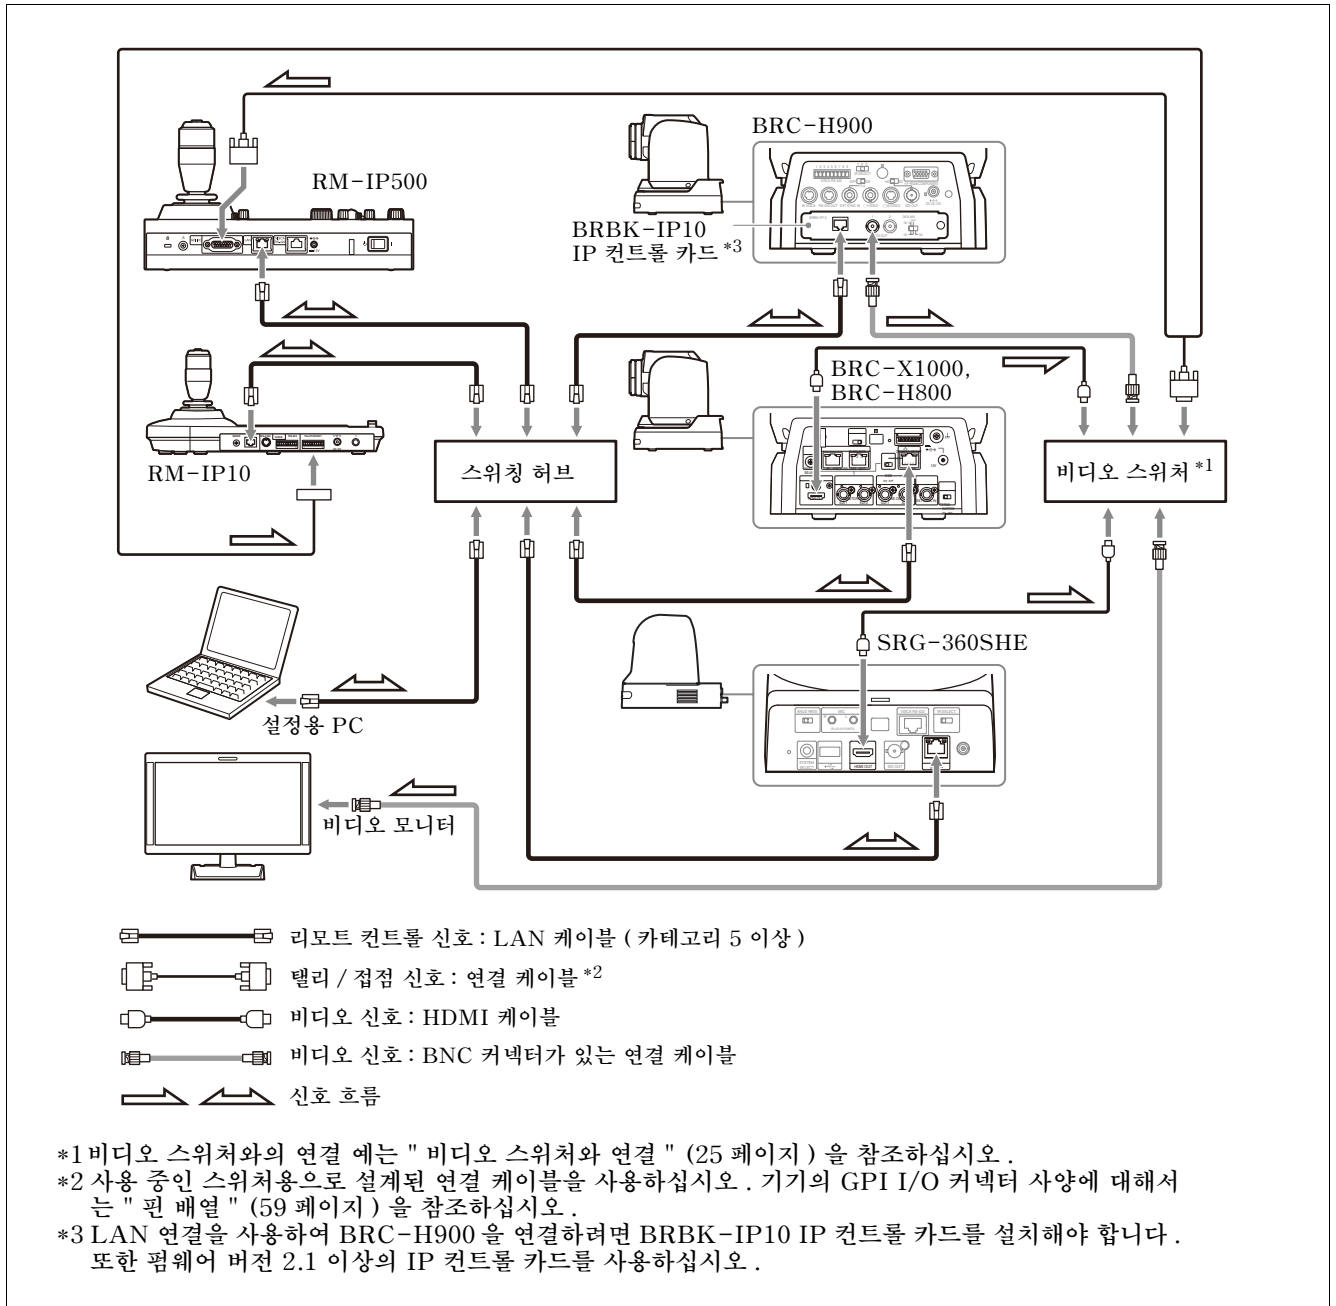 BRC-H900
RM-IP500
BRBK-IP10
IP 컨트롤 카드 *3
BRC-X1000,
BRC-H800
RM-IP10
스위칭 허브
비디오 스위처 *1
SRG-360SHE
HDMI OUT
설정용 PC
비디오 모니터
리모트 컨트롤 신호 : LAN 케이블 ( 카테고리 5 이상 )
탤리 / 접점 신호 : 연결 케이블 *2
비디오 신호 : HDMI 케이블
비디오 신호 : BNC 커넥터가 있는 연결 케이블
신호 흐름
*1 비디오 스위처와의 연결 예는 " 비디오 스위처와 연결 " (25 페이지 ) 을 참조하십시오 .
*2 사용 중인 스위처용으로 설계된 연결 케이블을 사용하십시오 . 기기의 GPI I/O 커넥터 사양에 대해서
는 " 핀 배열 " (59 페이지 ) 을 참조하십시오 .
*3 LAN 연결을 사용하여 BRC-H900 을 연결하려면 BRBK-IP10 IP 컨트롤 카드를 설치해야 합니다 .
또한 펌웨어 버전 2.1 이상의 IP 컨트롤 카드를 사용하십시오 .